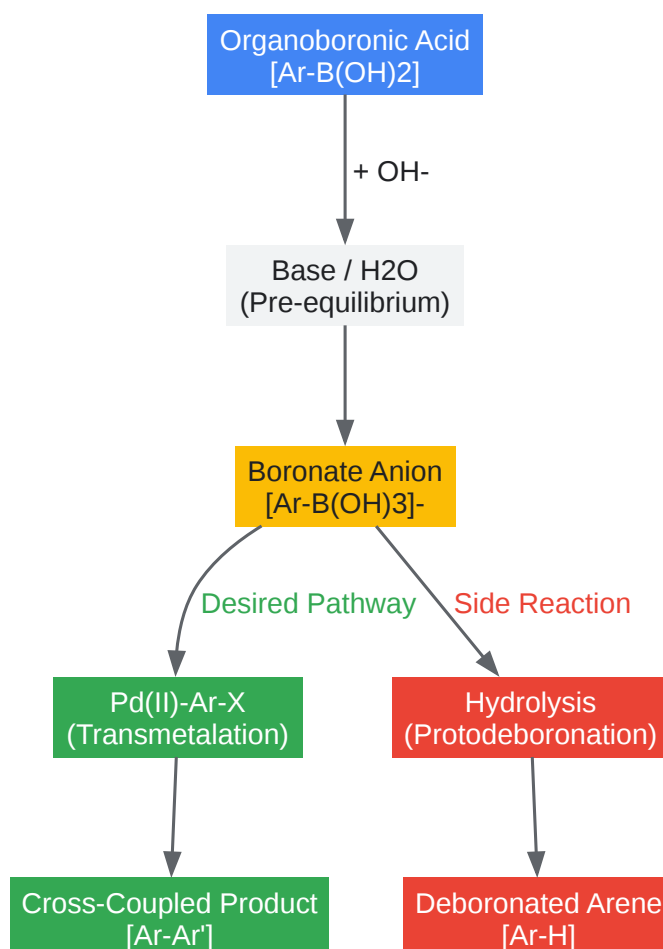 Organoboronic Acid
[Ar-B(OH)2]
+ OH-
Base / H2O
(Pre-equilibrium)
Boronate Anion
[Ar-B(OH)3]-
Desired Pathway
Side Reaction
Pd(II)-Ar-X
(Transmetalation)
Hydrolysis
(Protodeboronation)
Cross-Coupled Product
[Ar-Ar']
Deboronated Arene
[Ar-H]